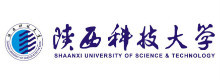 陕西科技大学
SHAANXI UNIVERSITY OF SCIENCE & TECHNOLOGY